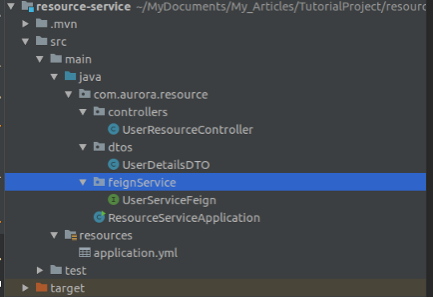 resource-service ~/MyDocuments/My_Articles/TutorialProject/resour
.mvn
src
main
java
com.aurora.resource
controllers
UserResourceController
dtos
UserDetailsDTO
feignService
UserServiceFeign
ResourceServiceApplication
resources
application.yml
test
target